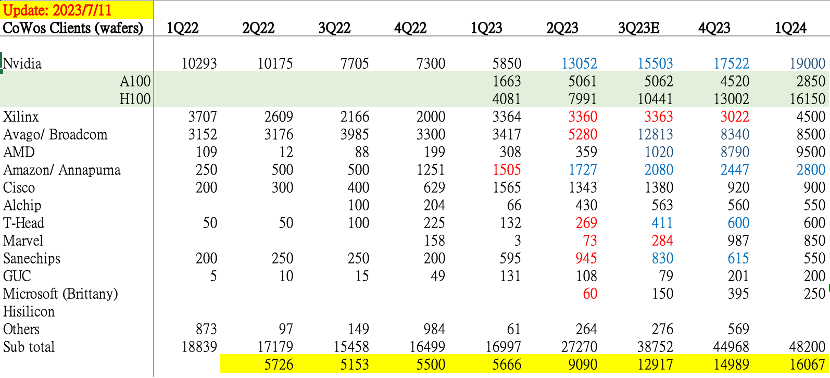 Update: 2023/7/11
CoWos Clients (wafers) 1Q22 2Q22 3Q22 4Q22 1Q23 2Q23 3Q23E 4Q23 1Q24
Nvidia 10293 10175 7705 7300 5850 13052 15503 17522 19000
A100 1663 5061 5062 4520 2850
H100 4081 7991 10441 13002 16150
Xilinx 3707 2609 2166 2000 3364 3360 3363 3022 4500
Avago/ Broadcom 3152 3176 3985 3300 3417 5280 12813 8340 8500
AMD 109 12 88 199 308 359 1020 8790 9500
Amazon/ Annapurna 250 500 500 1251 1505 1727 2080 2447 2800
Cisco 200 300 400 629 1565 1343 1380 920 900
Alchip 100 204 66 430 563 560 550
T-Head 50 50 100 225 132 269 411 600 600
Marvel 158 3 73 284 987 850
Sanechips 200 250 250 595 200 945 830 615 550
GUC 5 10 15 49 131 108 79 201 200
Microsoft (Brittany) 60 150 395 250
Hisilicon
Others 873 97 149 984 61 264 276 569
Sub total 18839 17179 15458 16499 16997 27270 38752 44968 48200
5726 5153 5500 5666 9090 12917 14989 16067